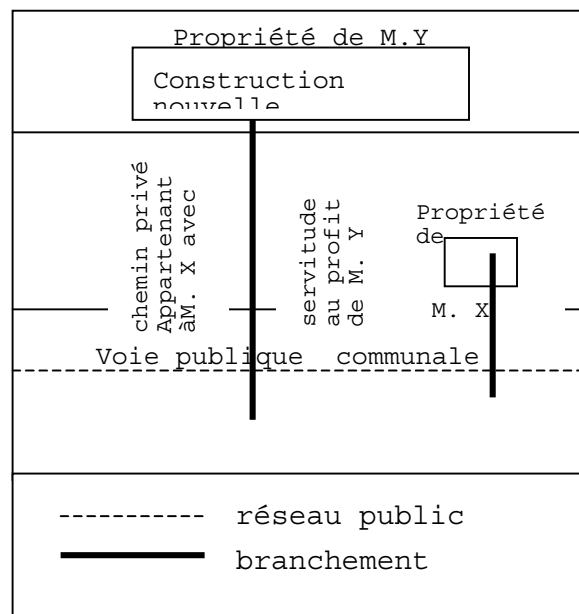 Propriété de M.Y
Construction
nouvelle
chemin privé
Appartenant
àM. X avec
servitude
au profit
de M. Y
Propriété
de
M. X
Voie publique communale
réseau public
branchement